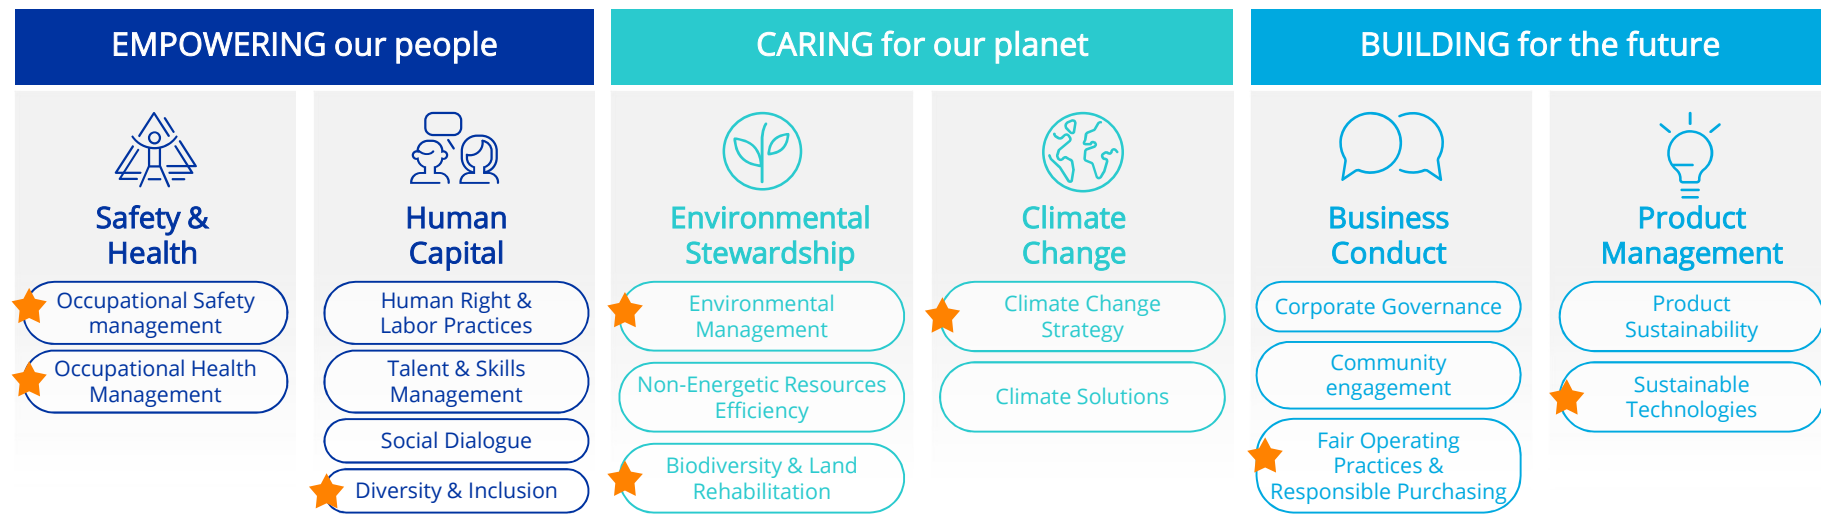 EMPOWERING our people
CARING for our planet
BUILDING for the future
Safety &
Health
Occupational Safety
management
Occupational Health
Management
Human
Capital
Human Right &
Labor Practices
Talent & Skills
Management
Social Dialogue
Diversity & Inclusion
Environmental
Stewardship
Environmental
Management
Non-Energetic Resources
Efficiency
Biodiversity & Land
Rehabilitation
Climate
Change
Climate Change
Strategy
Climate Solutions
Business
Conduct
Corporate Governance
Community
engagement
Fair Operating
Practices &
Responsible Purchasing
Product
Management
Product
Sustainability
Sustainable
Technologies